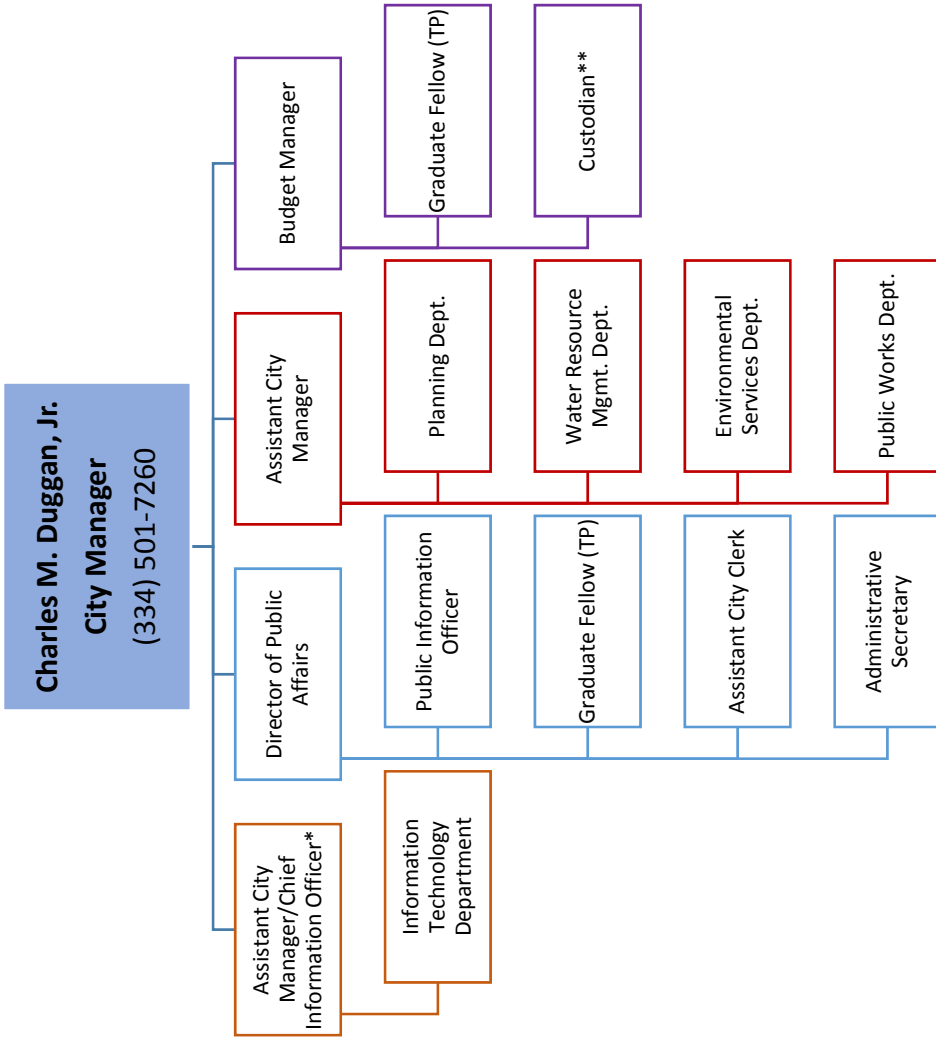 Charles M. Duggan, Jr.
City Manager
(334) 501-7260
Assistant City
Manager/Chief
Information Officer*
Information
Technology
Department
Director of Public
Affairs
Public Information
Officer
Graduate Fellow (TP)
Assistant City Clerk
Administrative
Secretary
Assistant City
Manager
Planning Dept.
Water Resource
Mgmt. Dept.
Environmental
Services Dept.
Public Works Dept.
Budget Manager
Graduate Fellow (TP)
Custodian**